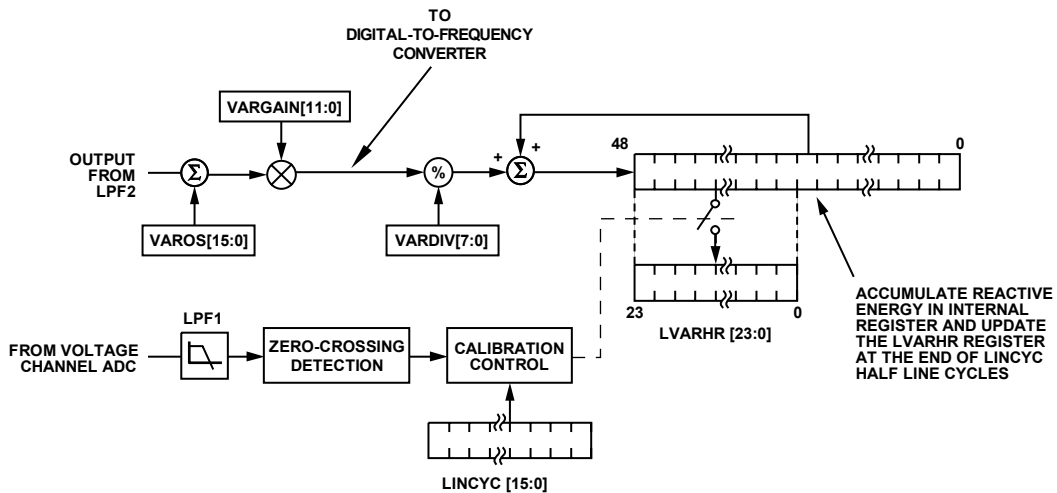 TO
DIGITAL-TO-FREQUENCY
CONVERTER
VARGAIN[11:0]
OUTPUT
FROM
LPF2
Σ
%
+
+
Σ
48
0
VAROS[15:0]
VARDIV[7:0]
23
0
LVARHR [23:0]
ACCUMULATE REACTIVE
ENERGY IN INTERNAL
REGISTER AND UPDATE
THE LVARHR REGISTER
AT THE END OF LINCYC
HALF LINE CYCLES
LPF1
FROM VOLTAGE
CHANNEL ADC
ZERO-CROSSING
DETECTION
CALIBRATION
CONTROL
LINCYC [15:0]